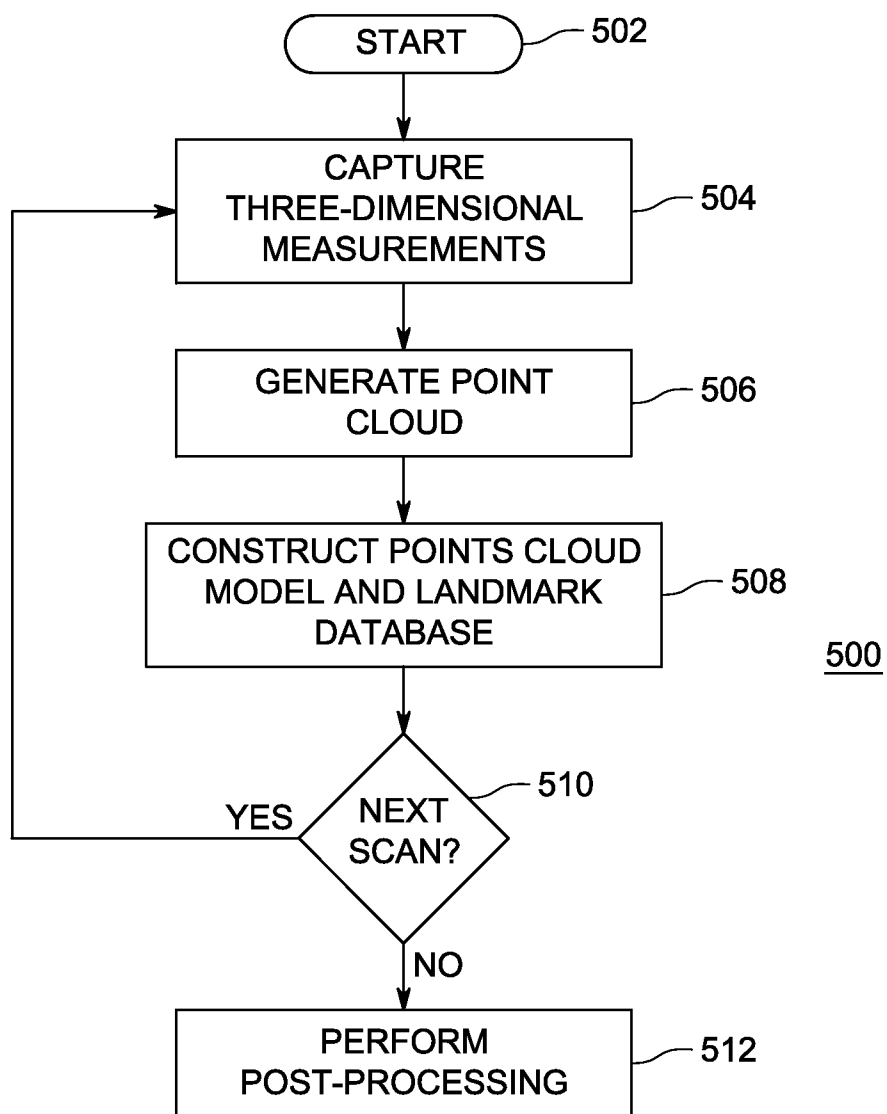 START
502
CAPTURE
THREE-DIMENSIONAL
MEASUREMENTS
504
GENERATE POINT
CLOUD
506
CONSTRUCT POINTS CLOUD
MODEL AND LANDMARK
DATABASE
508
500
NEXT
SCAN?
510
YES
NO
PERFORM
POST-PROCESSING
512